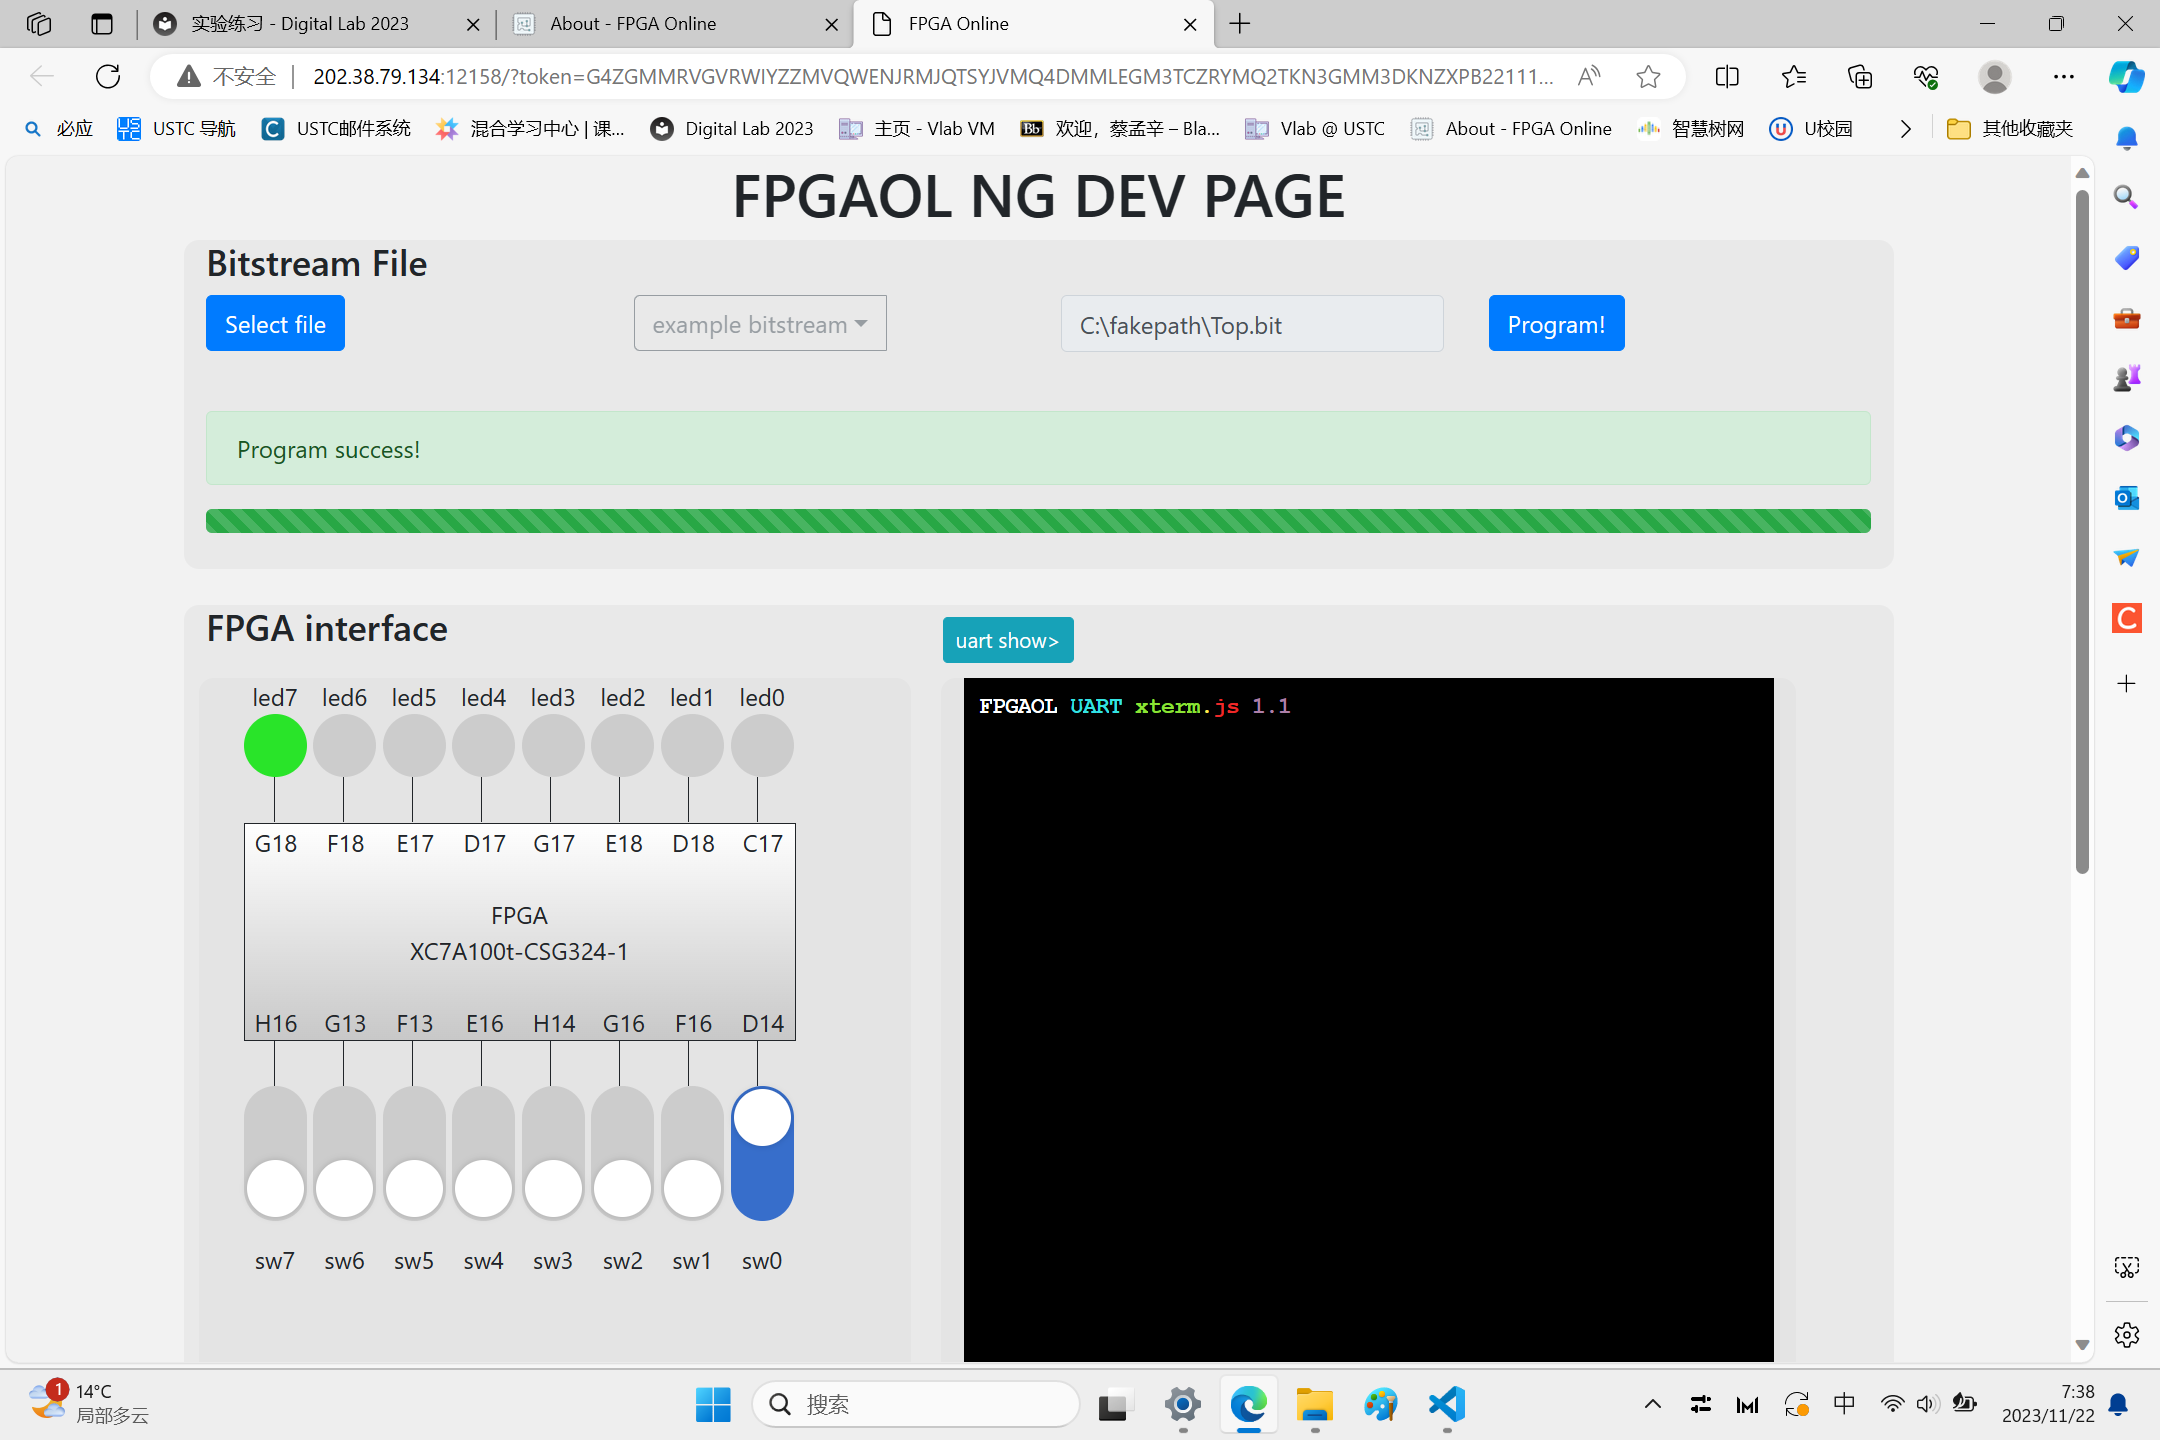 实验练习 - Digital Lab 2023
About - FPGA Online
FPGA Online
不安全
202.38.79.134:12158/?token=G4ZGMMRVGVRWIYZZMVQWENJRMJQTSYJVMQ4DMMLEGM3TCZRYMQ2TKN3GMM3DKNZXPB22111...
必应
USTC 导航
USTC邮件系统
混合学习中心 | 课...
Digital Lab 2023
主页 - Vlab VM
Bb
欢迎，蔡孟辛 – Bla...
Vlab @ USTC
About - FPGA Online
智慧树网
U校园
其他收藏夹
FPGAOL NG DEV PAGE
Bitstream File
Select file
example bitstream
C:\fakepath\Top.bit
Program!
Program success!
FPGA interface
uart show>
led7 led6 led5 led4 led3 led2 led1 led0
FPGAOL UART xterm.js 1.1
G18 F18 E17 D17 G17 E18 D18 C17
FPGA
XC7A100t-CSG324-1
H16 G13 F13 E16 H14 G16 F16 D14
sw7 sw6 sw5 sw4 sw3 sw2 sw1 sw0
1
14°C
局部多云
搜索
中
7:38
2023/11/22